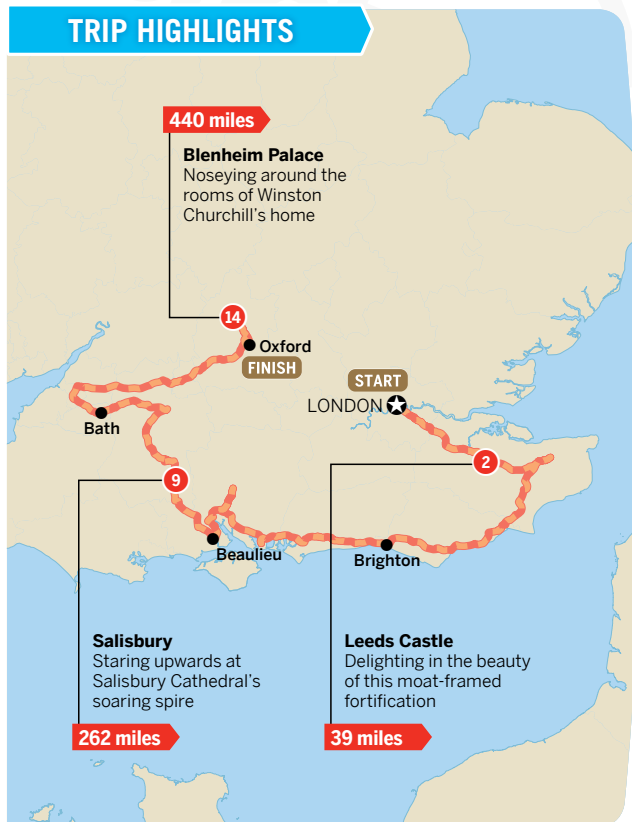 TRIP HIGHLIGHTS
440 miles
Blenheim Palace
Noseying around the
rooms of Winston
Churchill's home
14
Oxford
FINISH
START
LONDON
Bath
2
9
Beaulieu
Brighton
Salisbury
Staring upwards at
Salisbury Cathedral's
soaring spire
262 miles
Leeds Castle
Delighting in the beauty
of this moat-framed
fortification
39 miles